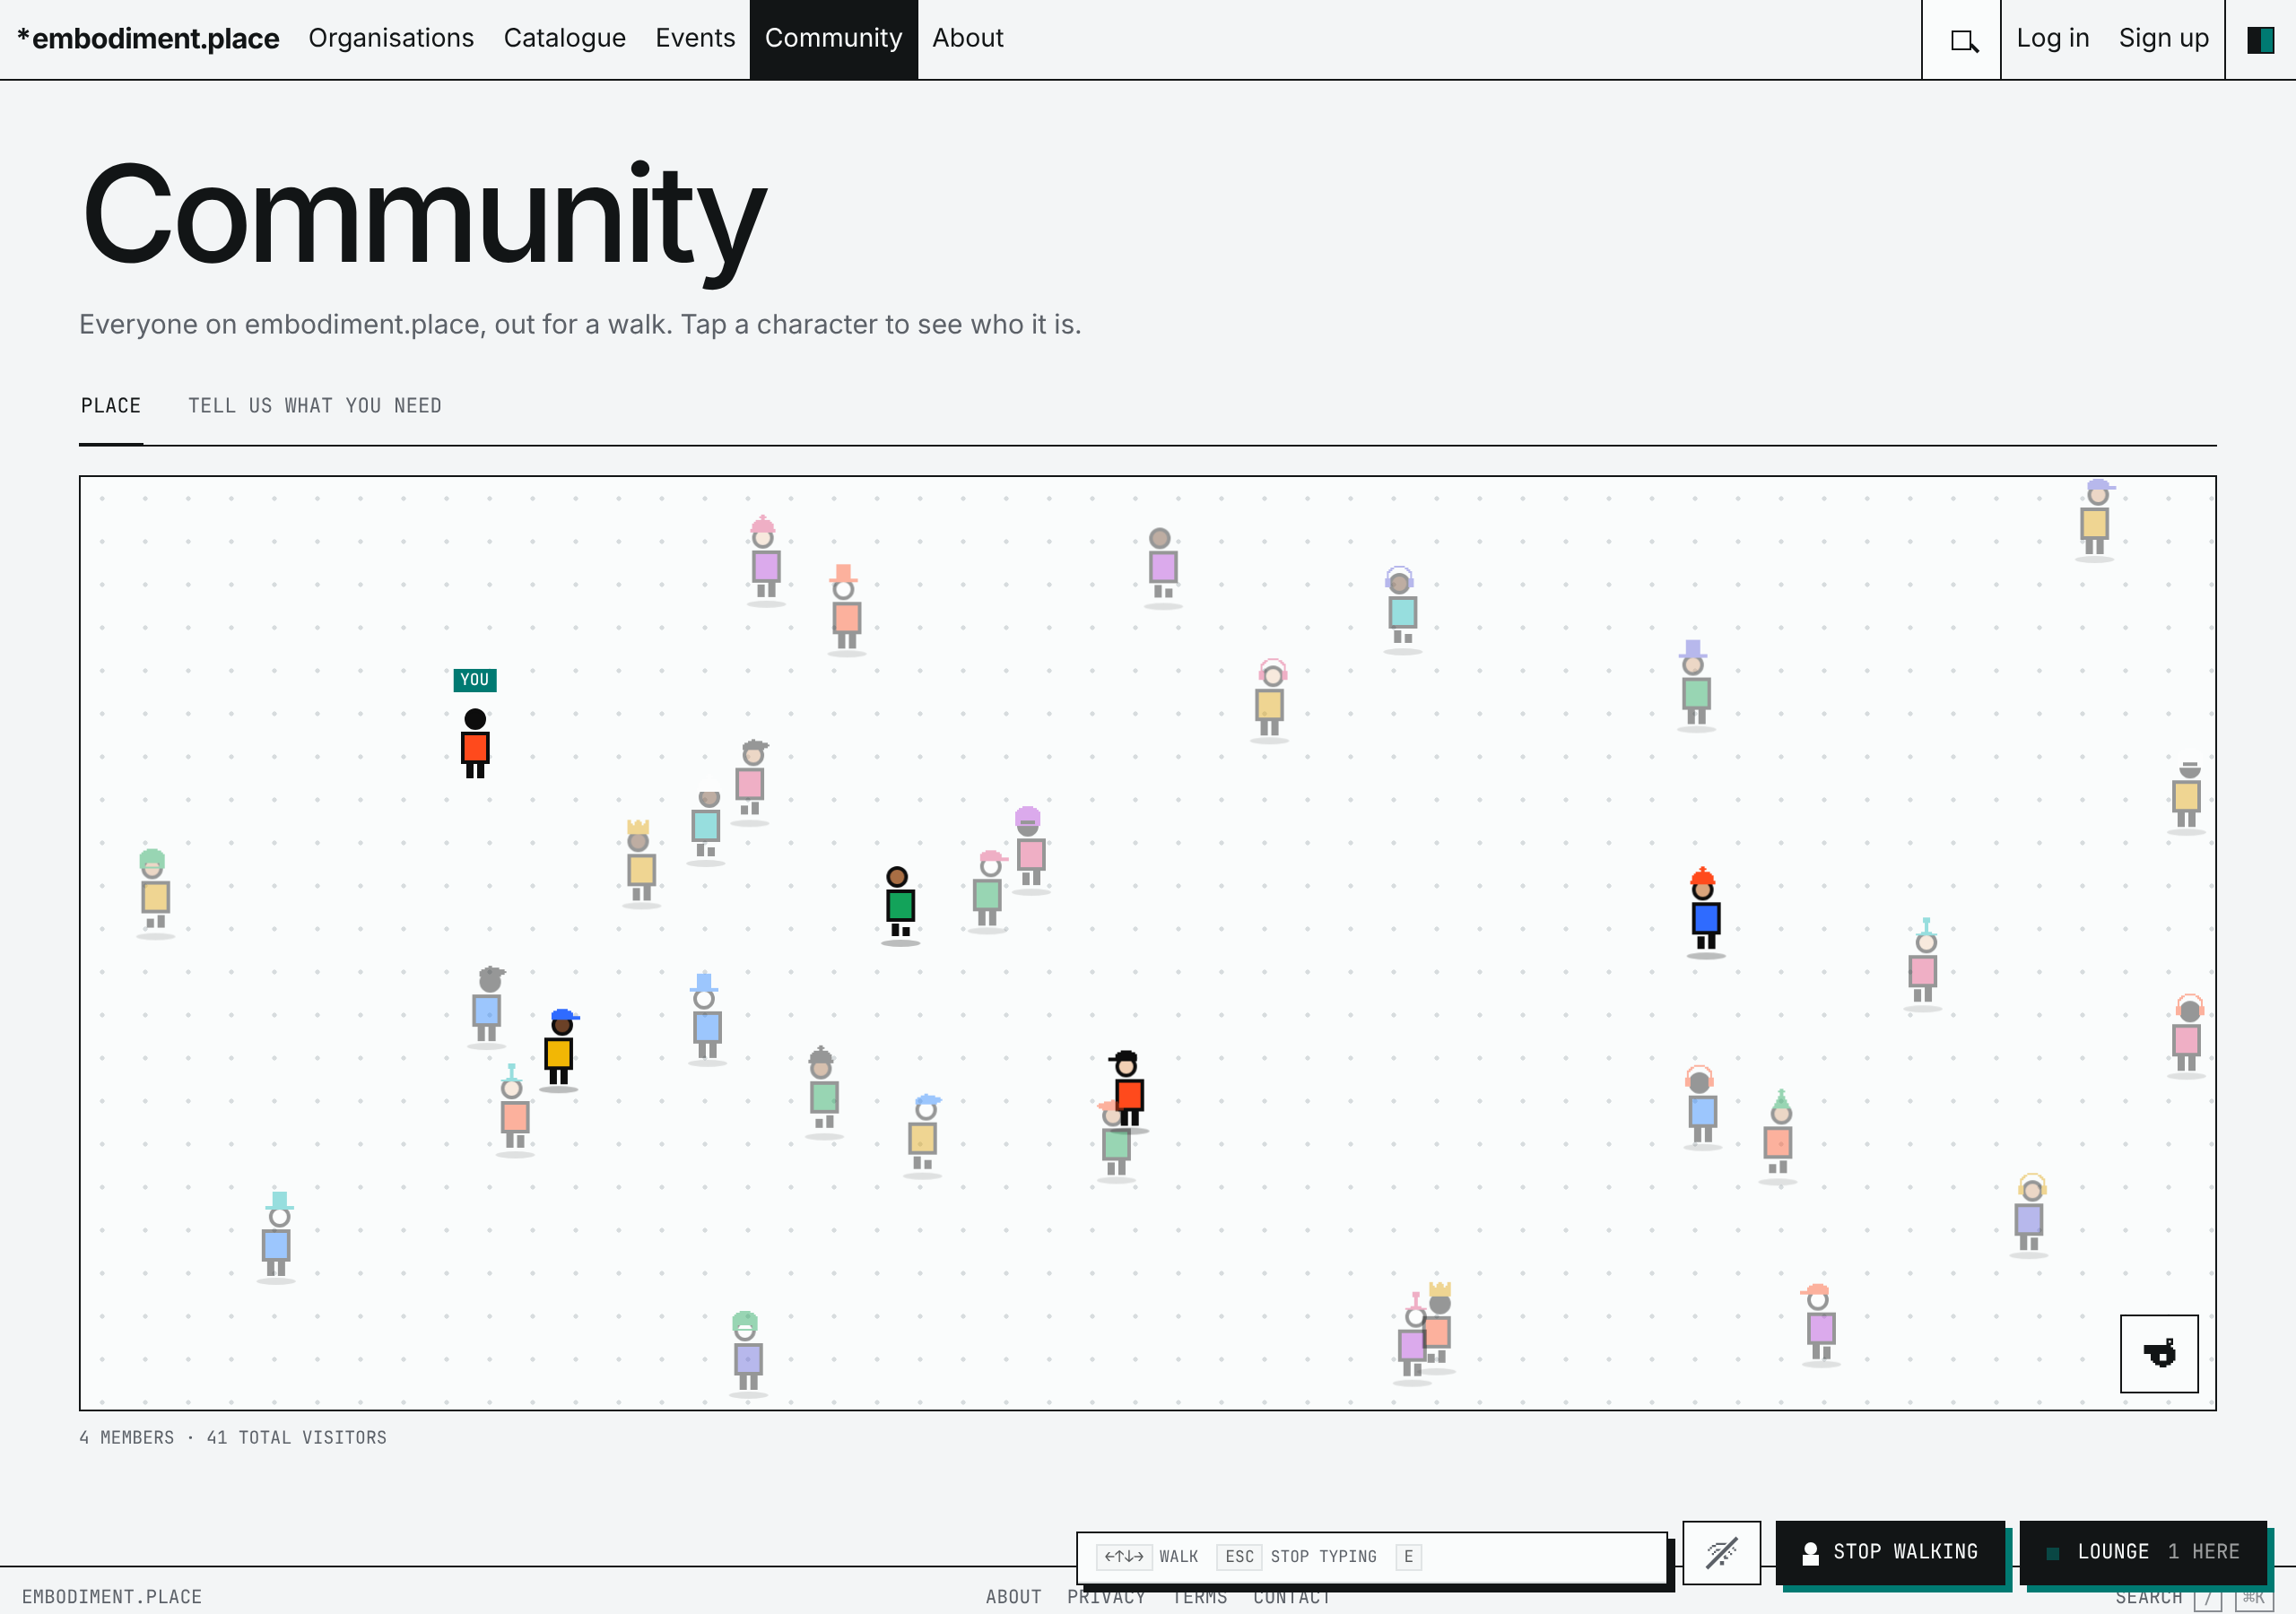 *embodiment.place Organisations Catalogue Events Community About Log in Sign up
Community
Everyone on embodiment.place, out for a walk. Tap a character to see who it is.
PLACE TELL US WHAT YOU NEED
YOU
4 MEMBERS · 41 TOTAL VISITORS
←↑↓→ WALK ESC STOP TYPING E
STOP WALKING
LOUNGE 1 HERE
EMBODIMENT.PLACE ABOUT PRIVACY TERMS CONTACT SEARCH / ⌘K